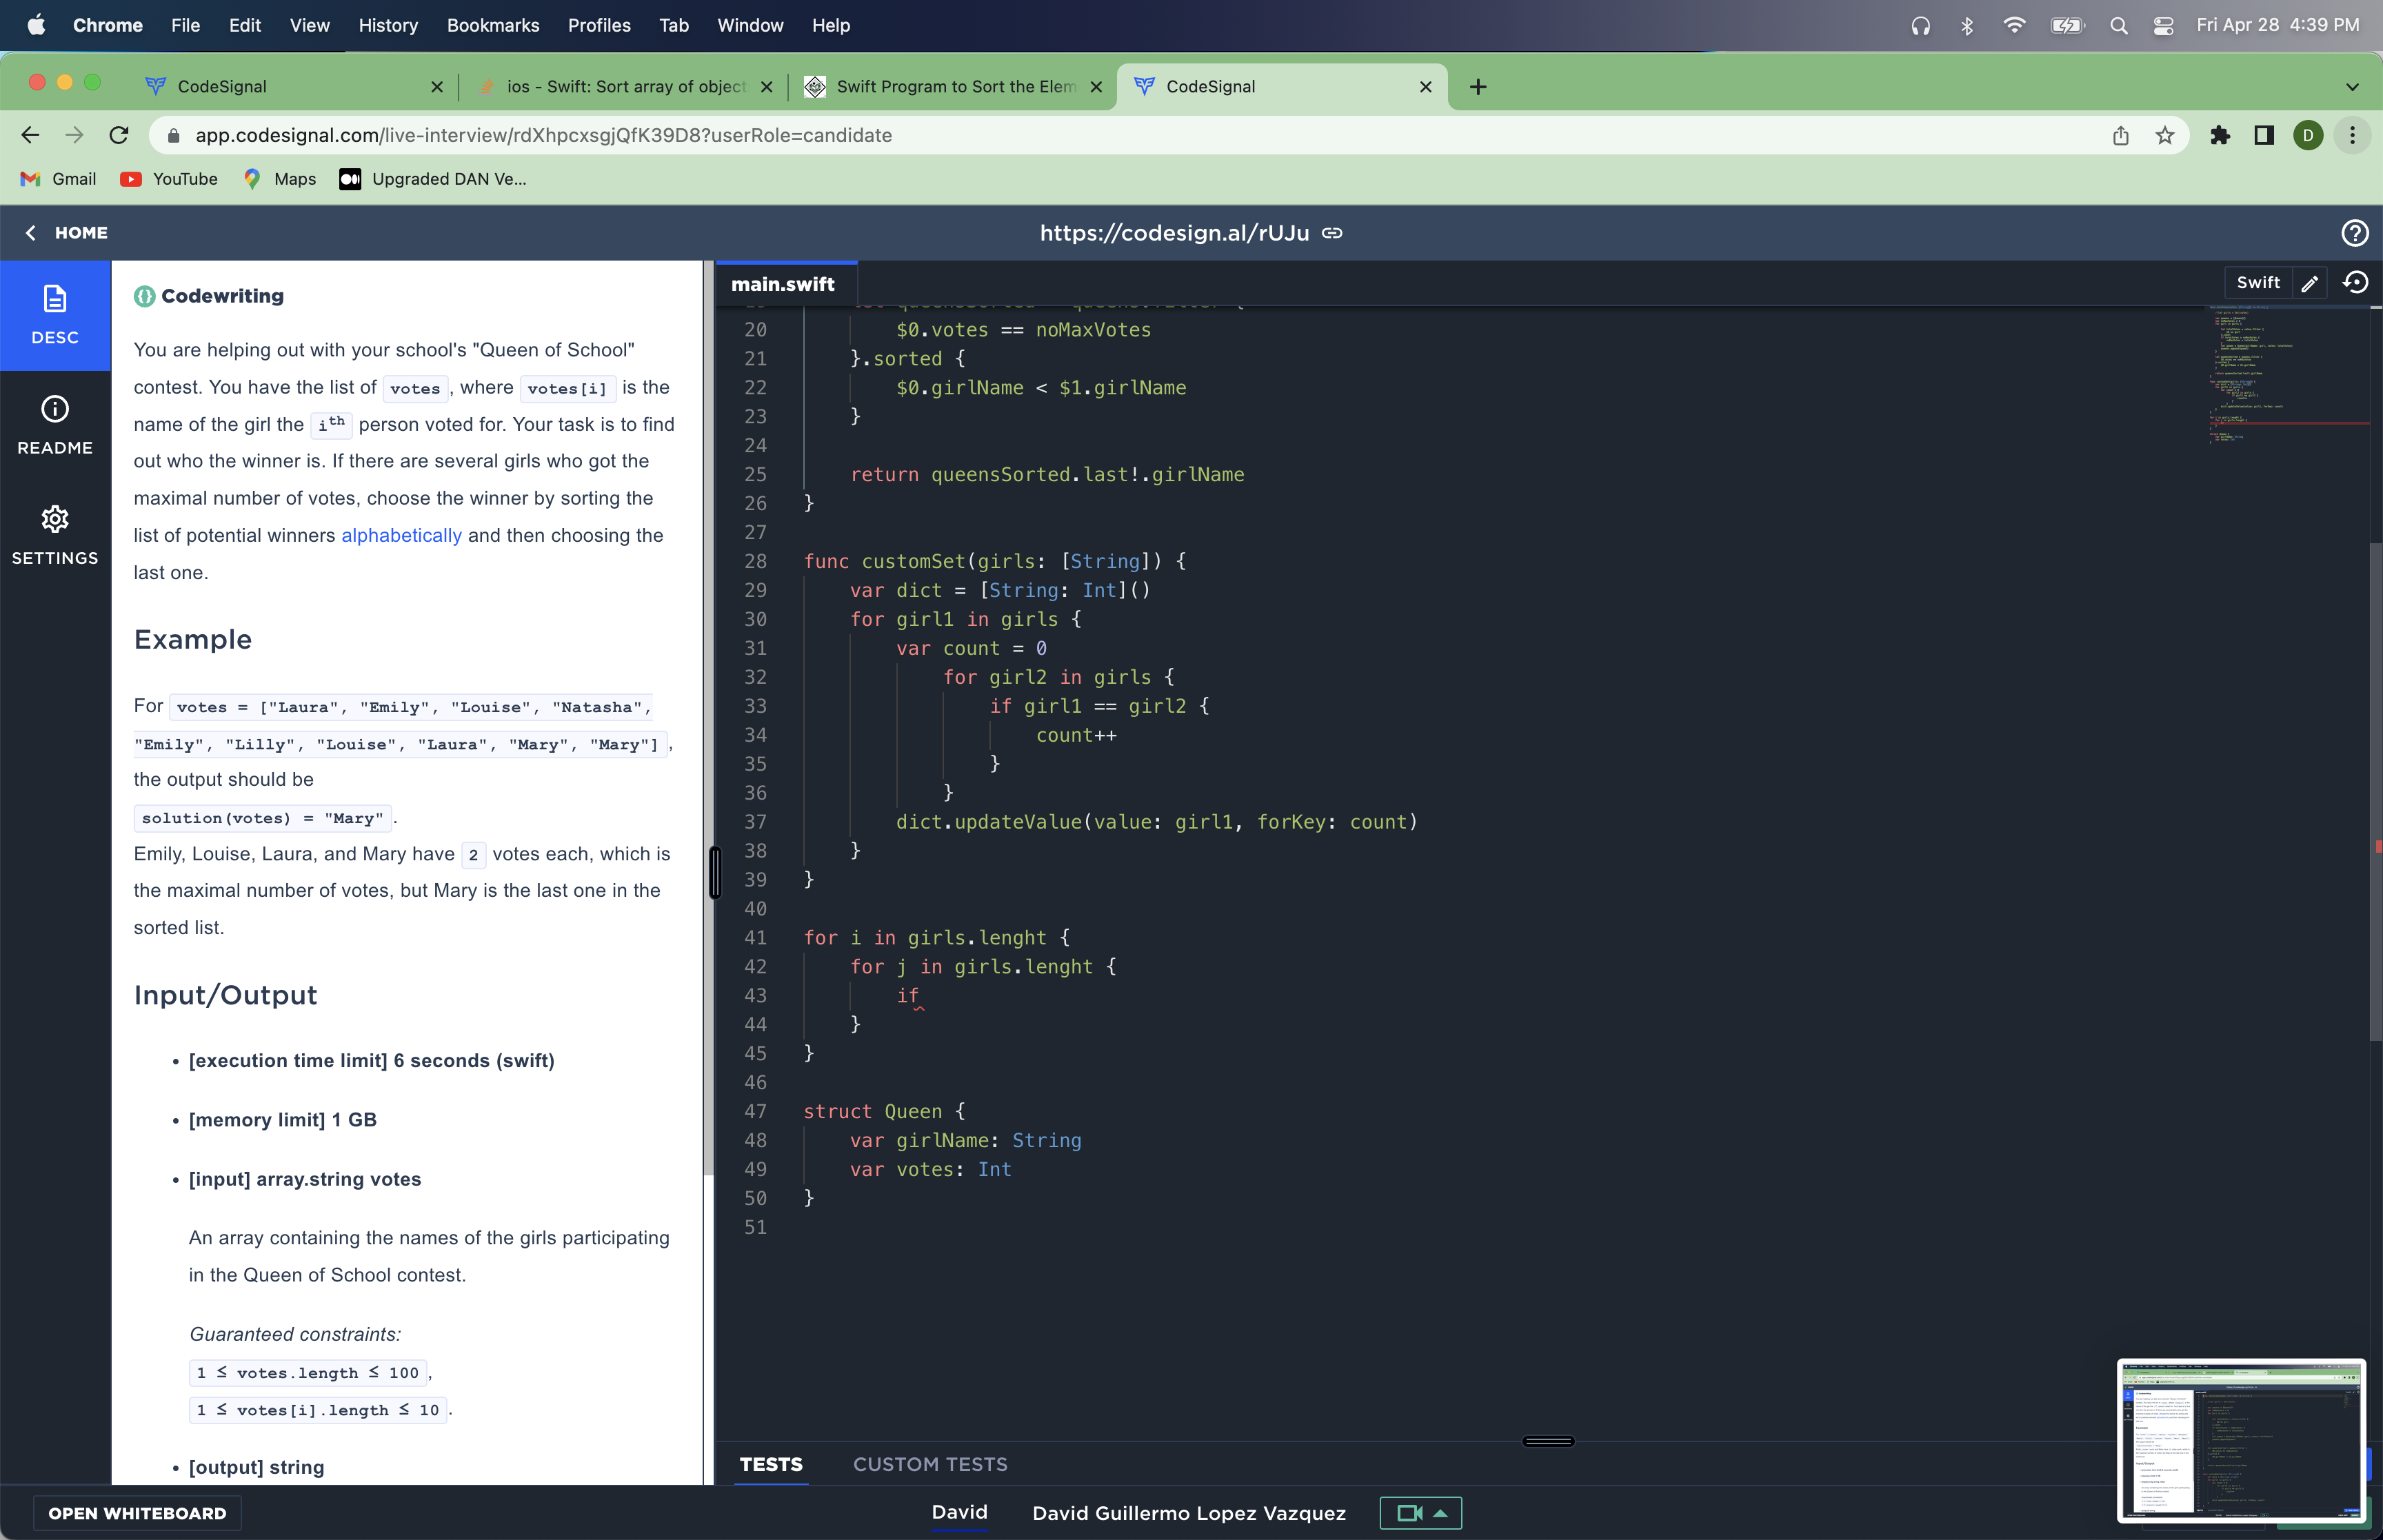 Chrome File Edit View History Bookmarks Profiles Tab Window Help Fri Apr 28 4:39 PM
CodeSignal ios - Swift: Sort array of object Swift Program to Sort the Elem CodeSignal
app.codesignal.com/live-interview/rdXhpcxsgjQfK39D8?userRole=candidate D
Gmail YouTube Maps Upgraded DAN Ve...
HOME https://codesign.al/rUJu
DESC
README
SETTINGS
Codewriting
You are helping out with your school's "Queen of School"
contest. You have the list of votes, where votes[i] is the
name of the girl the ith person voted for. Your task is to find
out who the winner is. If there are several girls who got the
maximal number of votes, choose the winner by sorting the
list of potential winners alphabetically and then choosing the
last one.
Example
For votes = ["Laura", "Emily", "Louise", "Natasha",
"Emily", "Lilly", "Louise", "Laura", "Mary", "Mary"],
the output should be
solution(votes) = "Mary".
Emily, Louise, Laura, and Mary have 2 votes each, which is
the maximal number of votes, but Mary is the last one in the
sorted list.
Input/Output
• [execution time limit] 6 seconds (swift)
• [memory limit] 1 GB
• [input] array.string votes
An array containing the names of the girls participating
in the Queen of School contest.
Guaranteed constraints:
1 ≤ votes.length ≤ 100,
1 ≤ votes[i].length ≤ 10.
• [output] string
main.swift Swift
20 $0.votes == noMaxVotes
21 }.sorted {
22 $0.girlName < $1.girlName
23 }
24
25 return queensSorted.last!.girlName
26 }
27
28 func customSet(girls: [String]) {
29 var dict = [String: Int]()
30 for girl1 in girls {
31 var count = 0
32 for girl2 in girls {
33 if girl1 == girl2 {
34 count++
35 }
36 }
37 dict.updateValue(value: girl1, forKey: count)
38 }
39 }
40
41 for i in girls.lenght {
42 for j in girls.lenght {
43 if
44 }
45 }
46
47 struct Queen {
48 var girlName: String
49 var votes: Int
50 }
51
TESTS CUSTOM TESTS
OPEN WHITEBOARD David David Guillermo Lopez Vazquez